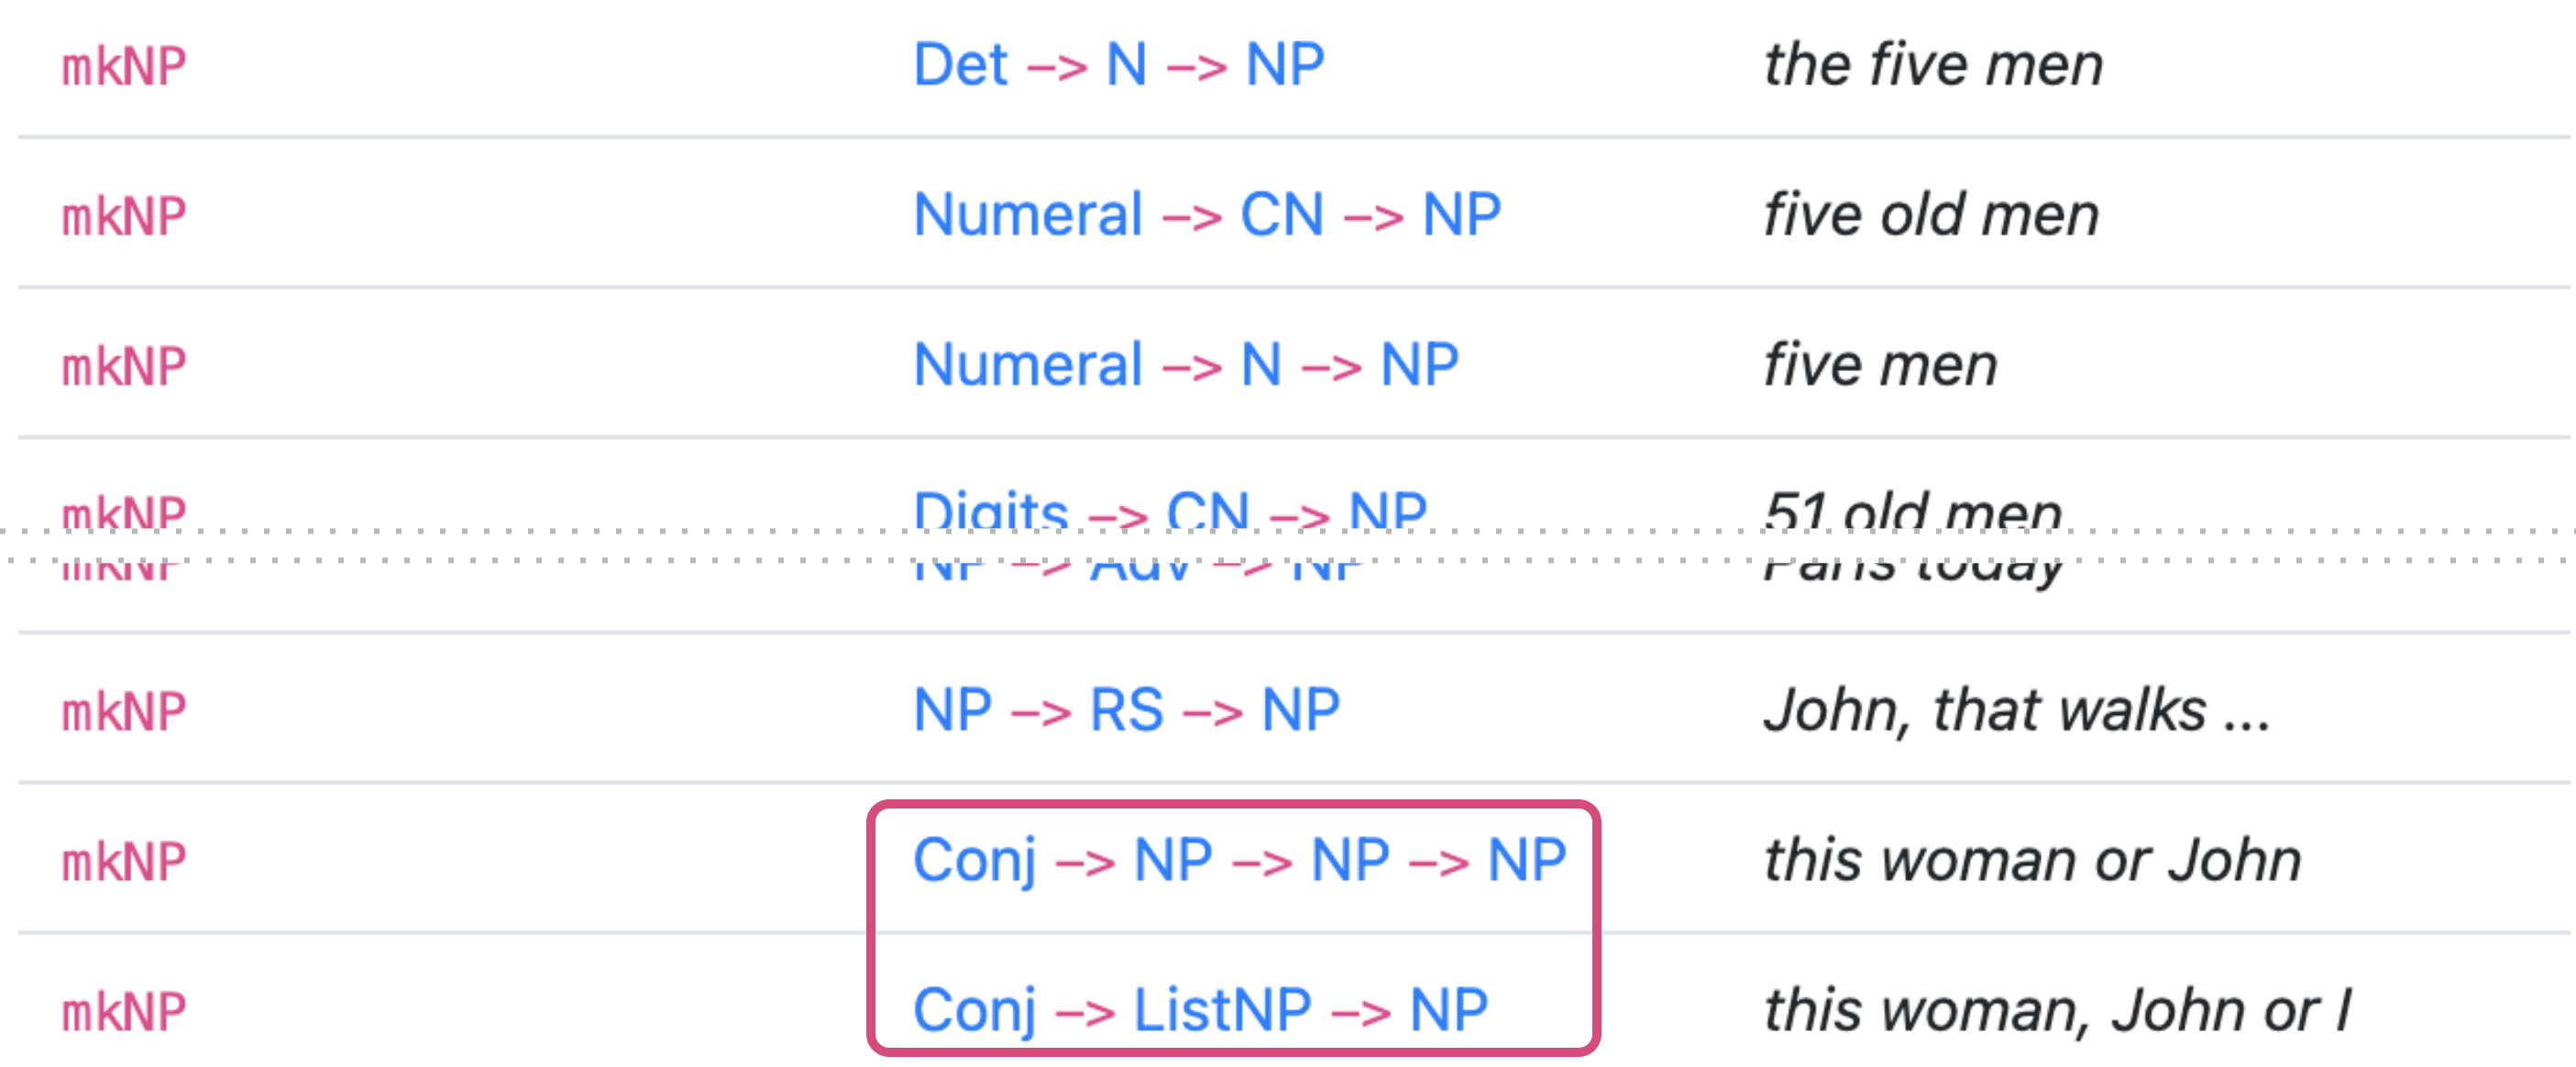 mkNP Det –> N –> NP the five men
mkNP Numeral –> CN –> NP five old men
mkNP Numeral –> N –> NP five men
mkNP Digits –> CN –> NP 51 old men
mkNP NP –> Adv –> NP Paris today
mkNP NP –> RS –> NP John, that walks ...
mkNP Conj –> NP –> NP –> NP this woman or John
mkNP Conj –> ListNP –> NP this woman, John or I